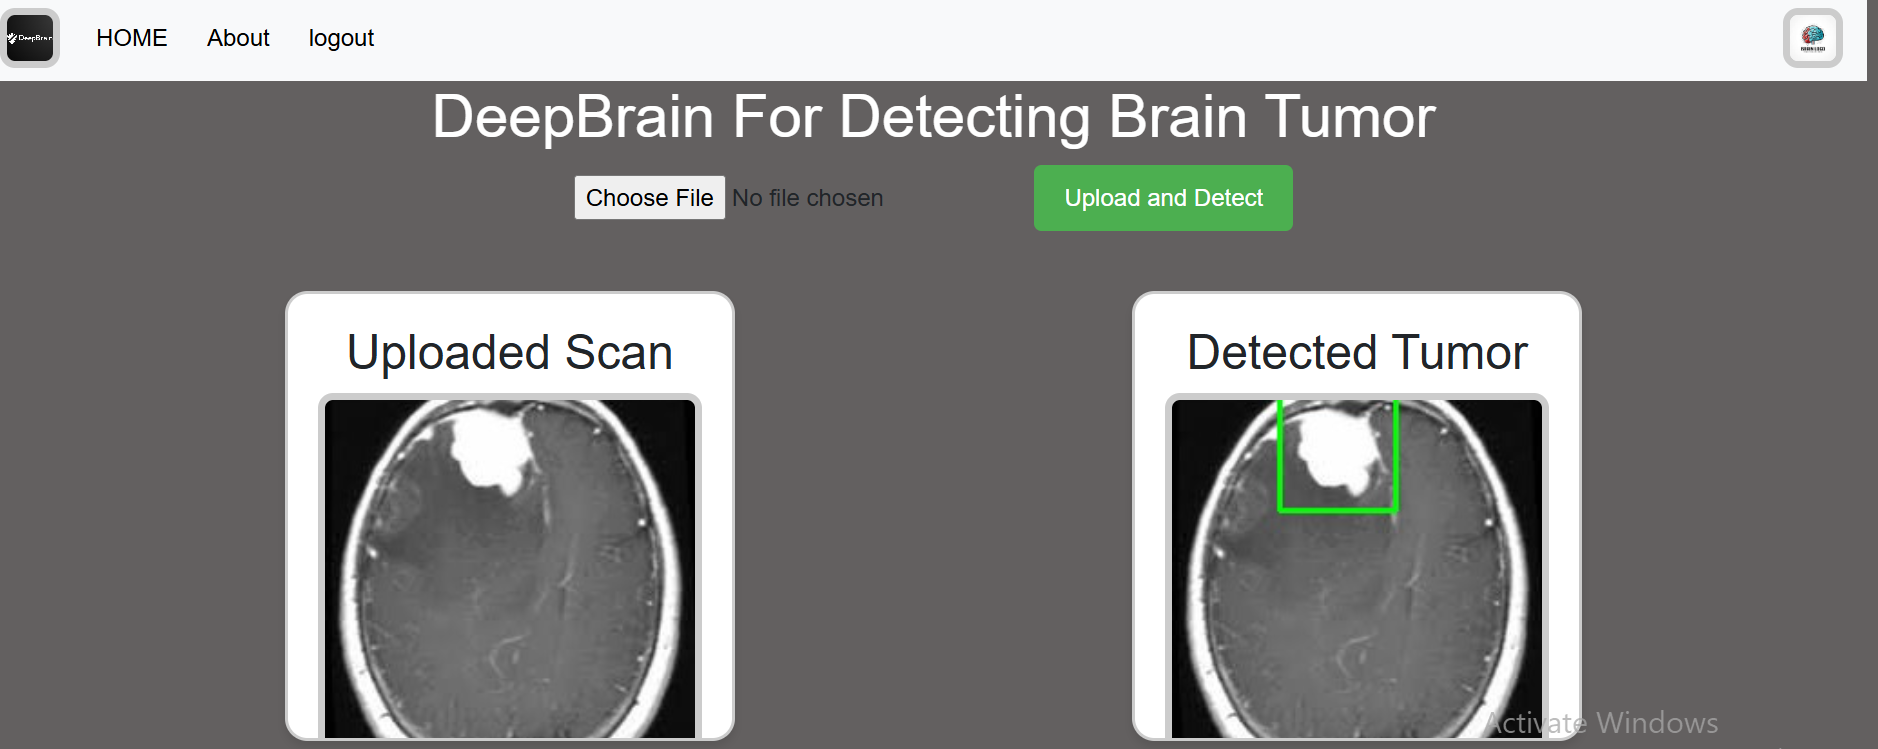 DeepBrain
HOME About logout
DeepBrain For Detecting Brain Tumor
Choose File No file chosen
Upload and Detect
Uploaded Scan
Detected Tumor
Activate Windows